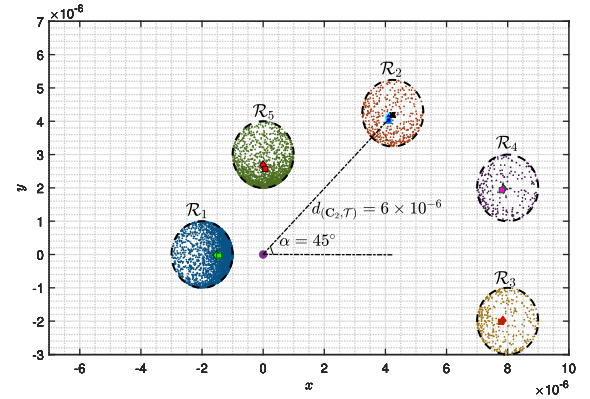 7 ×10⁻⁶
6
5
4
3
2
1
0
-1
-2
-3
y
R₂
R₅
R₄
d(C₂,T) = 6 × 10⁻⁶
R₁
α = 45°
R₃
-6 -4 -2 0 2 4 6 8 10
x
×10⁻⁶